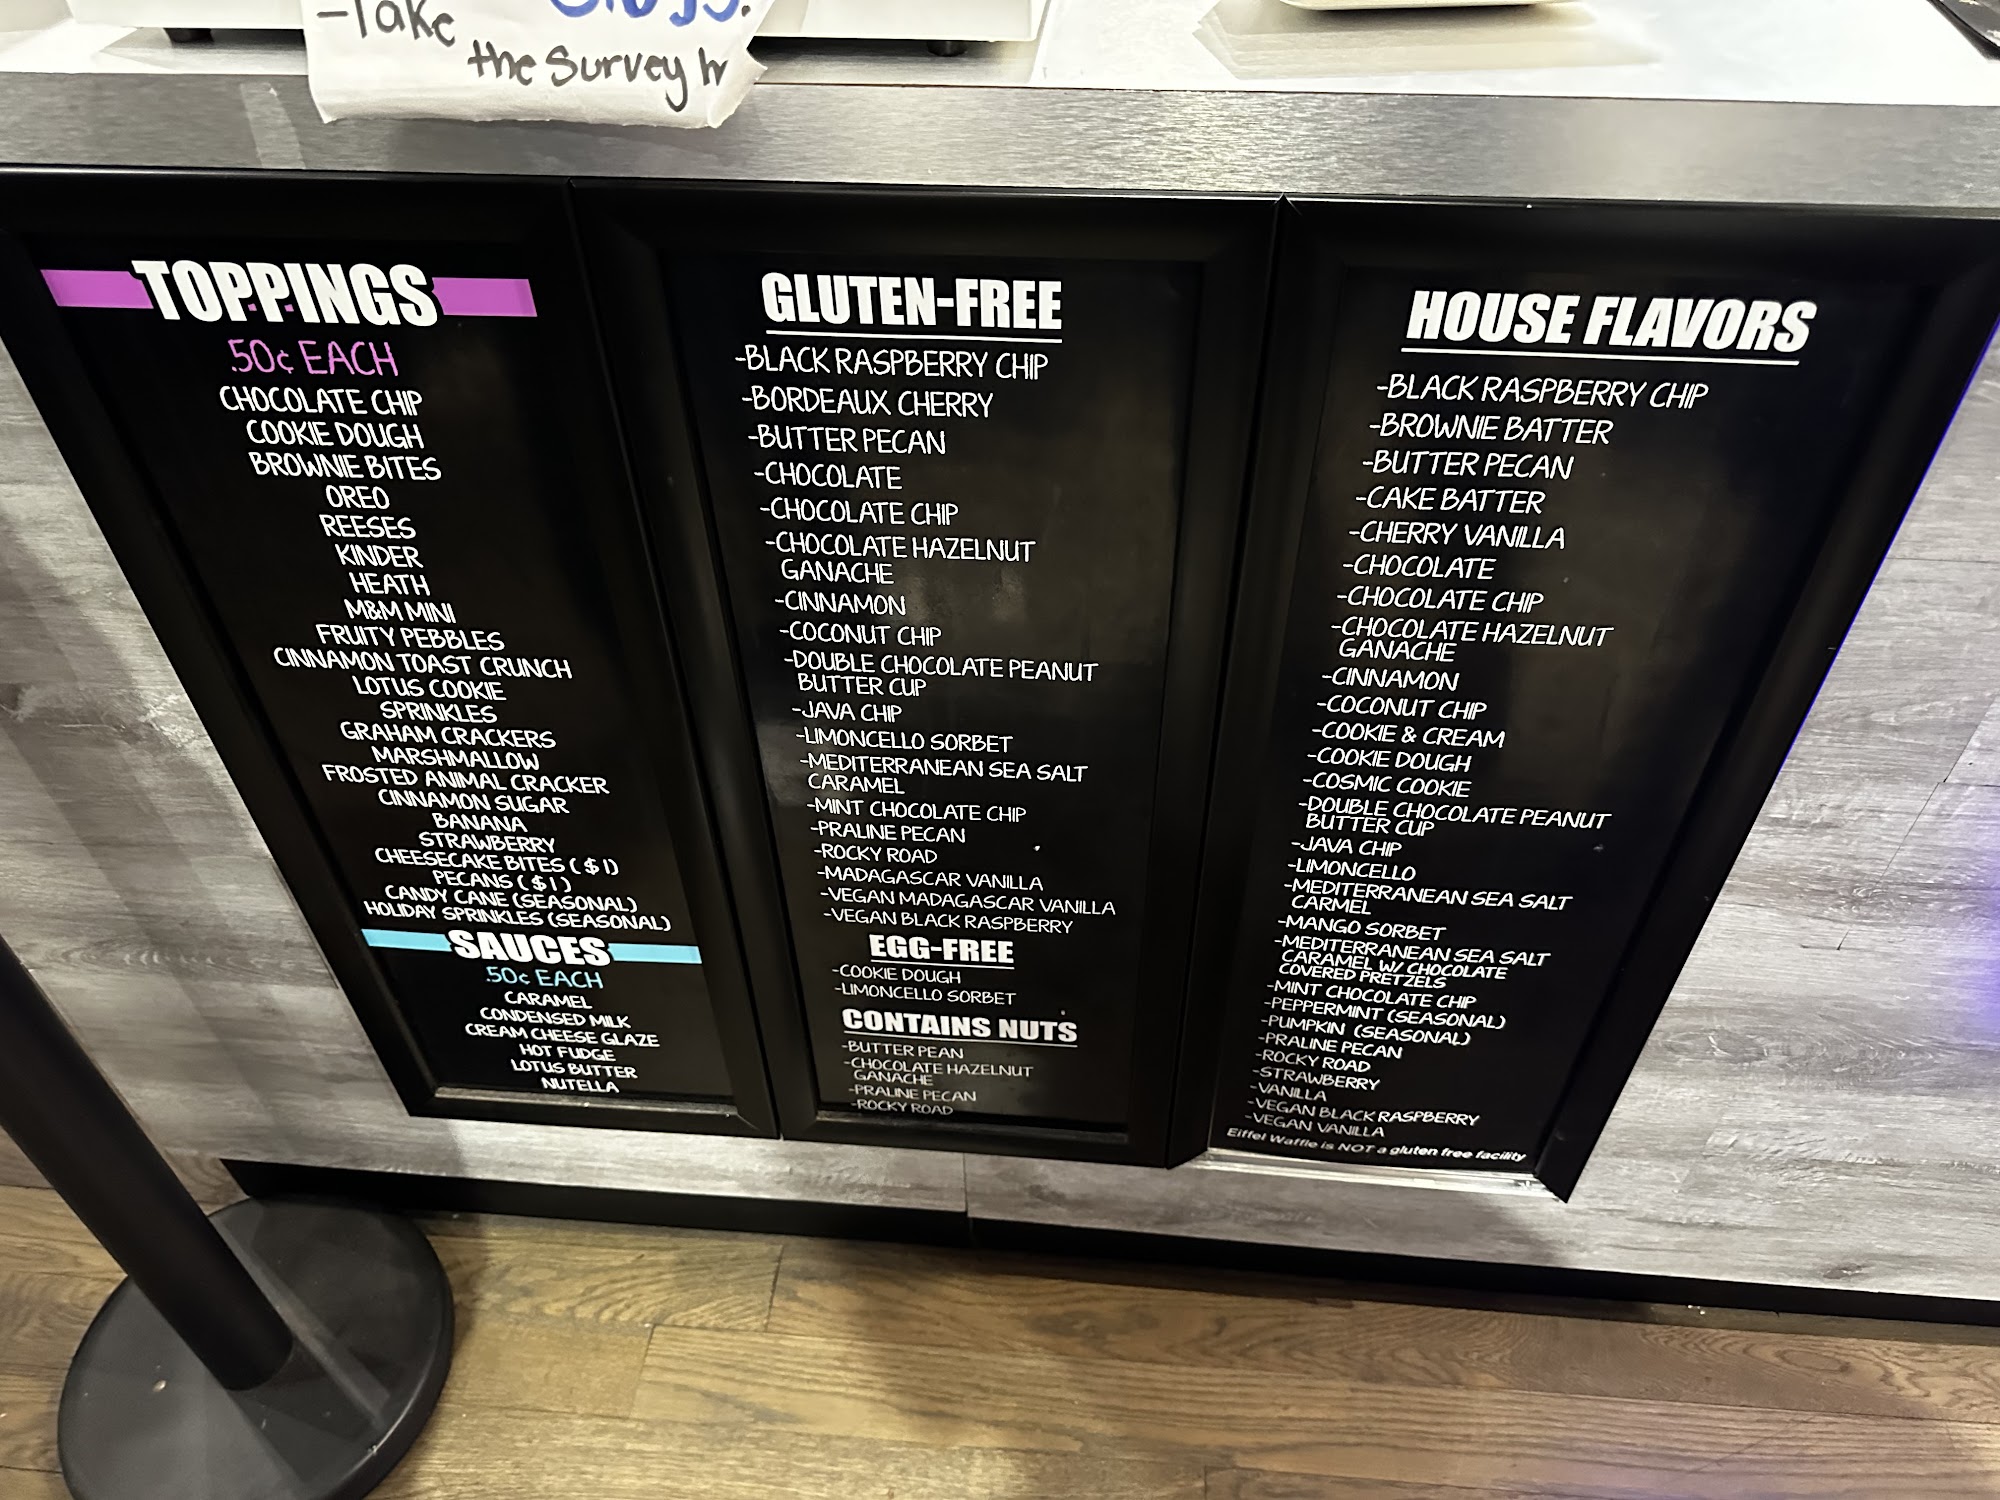 -Take
the Survey
TOPPINGS
.50¢ EACH
CHOCOLATE CHIP
COOKIE DOUGH
BROWNIE BITES
OREO
REESES
KINDER
HEATH
M&M MINI
FRUITY PEBBLES
CINNAMON TOAST CRUNCH
LOTUS COOKIE
SPRINKLES
GRAHAM CRACKERS
MARSHMALLOW
FROSTED ANIMAL CRACKER
CINNAMON SUGAR
BANANA
STRAWBERRY
CHEESECAKE BITES ( $1)
PECANS ( $1 )
CANDY CANE (SEASONAL)
HOLIDAY SPRINKLES (SEASONAL)
SAUCES
.50¢ EACH
CARAMEL
CONDENSED MILK
CREAM CHEESE GLAZE
HOT FUDGE
LOTUS BUTTER
NUTELLA
GLUTEN-FREE
-BLACK RASPBERRY CHIP
-BORDEAUX CHERRY
-BUTTER PECAN
-CHOCOLATE
-CHOCOLATE CHIP
-CHOCOLATE HAZELNUT
GANACHE
-CINNAMON
-COCONUT CHIP
-DOUBLE CHOCOLATE PEANUT
BUTTER CUP
-JAVA CHIP
-LIMONCELLO SORBET
-MEDITERRANEAN SEA SALT
CARAMEL
-MINT CHOCOLATE CHIP
-PRALINE PECAN
-ROCKY ROAD
-MADAGASCAR VANILLA
-VEGAN MADAGASCAR VANILLA
-VEGAN BLACK RASPBERRY
EGG-FREE
-COOKIE DOUGH
-LIMONCELLO SORBET
CONTAINS NUTS
-BUTTER PEAN
-CHOCOLATE HAZELNUT
GANACHE
-PRALINE PECAN
-ROCKY ROAD
HOUSE FLAVORS
-BLACK RASPBERRY CHIP
-BROWNIE BATTER
-BUTTER PECAN
-CAKE BATTER
-CHERRY VANILLA
-CHOCOLATE
-CHOCOLATE CHIP
-CHOCOLATE HAZELNUT
GANACHE
-CINNAMON
-COCONUT CHIP
-COOKIE & CREAM
-COOKIE DOUGH
-COSMIC COOKIE
-DOUBLE CHOCOLATE PEANUT
BUTTER CUP
-JAVA CHIP
-LIMONCELLO
-MEDITERRANEAN SEA SALT
CARMEL
-MANGO SORBET
-MEDITERRANEAN SEA SALT
CARAMEL W/ CHOCOLATE
COVERED PRETZELS
-MINT CHOCOLATE CHIP
-PEPPERMINT (SEASONAL)
-PUMPKIN (SEASONAL)
-PRALINE PECAN
-ROCKY ROAD
-STRAWBERRY
-VANILLA
-VEGAN BLACK RASPBERRY
-VEGAN VANILLA
Eiffel Waffle is NOT a gluten free facility